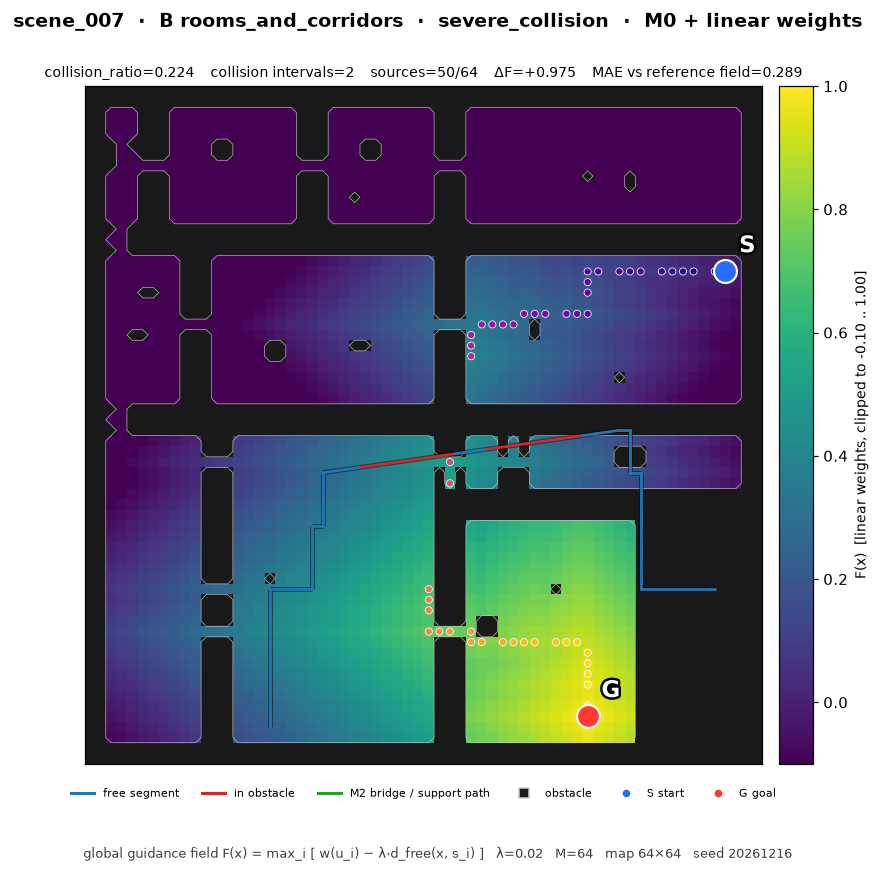 scene_007 · B rooms_and_corridors · severe_collision · M0 + linear weights
collision_ratio=0.224 collision intervals=2 sources=50/64 ΔF=+0.975 MAE vs reference field=0.289
S
G
1.0
0.8
0.6
0.4
0.2
0.0
F(x) [linear weights, clipped to -0.10 .. 1.00]
free segment
in obstacle
M2 bridge / support path
obstacle
S start
G goal
global guidance field F(x) = max_i [ w(u_i) − λ·d_free(x, s_i) ] λ=0.02 M=64 map 64×64 seed 20261216